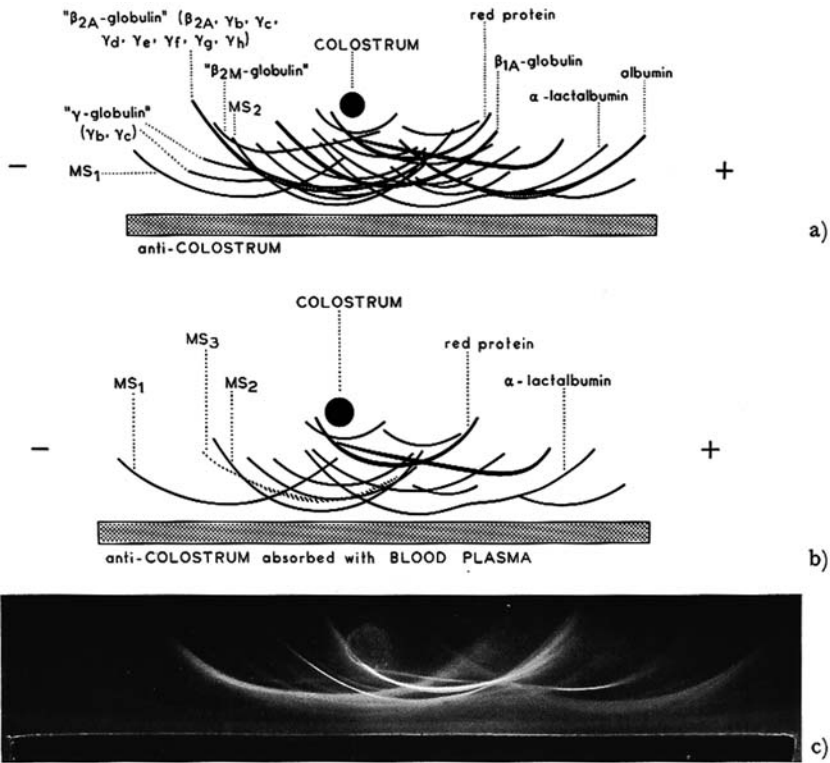 "β2A-globulin" (β2A, γb, γc,
γd, γe, γf, γg, γh)
"β2M-globulin"
MS2
"γ-globulin"
(γb, γc)
MS1
COLOSTRUM
red protein
β1A-globulin
α-lactalbumin
albumin
−
+
anti-COLOSTRUM
a)
COLOSTRUM
MS3
MS1
MS2
red protein
α-lactalbumin
−
+
anti-COLOSTRUM absorbed with BLOOD PLASMA
b)
c)